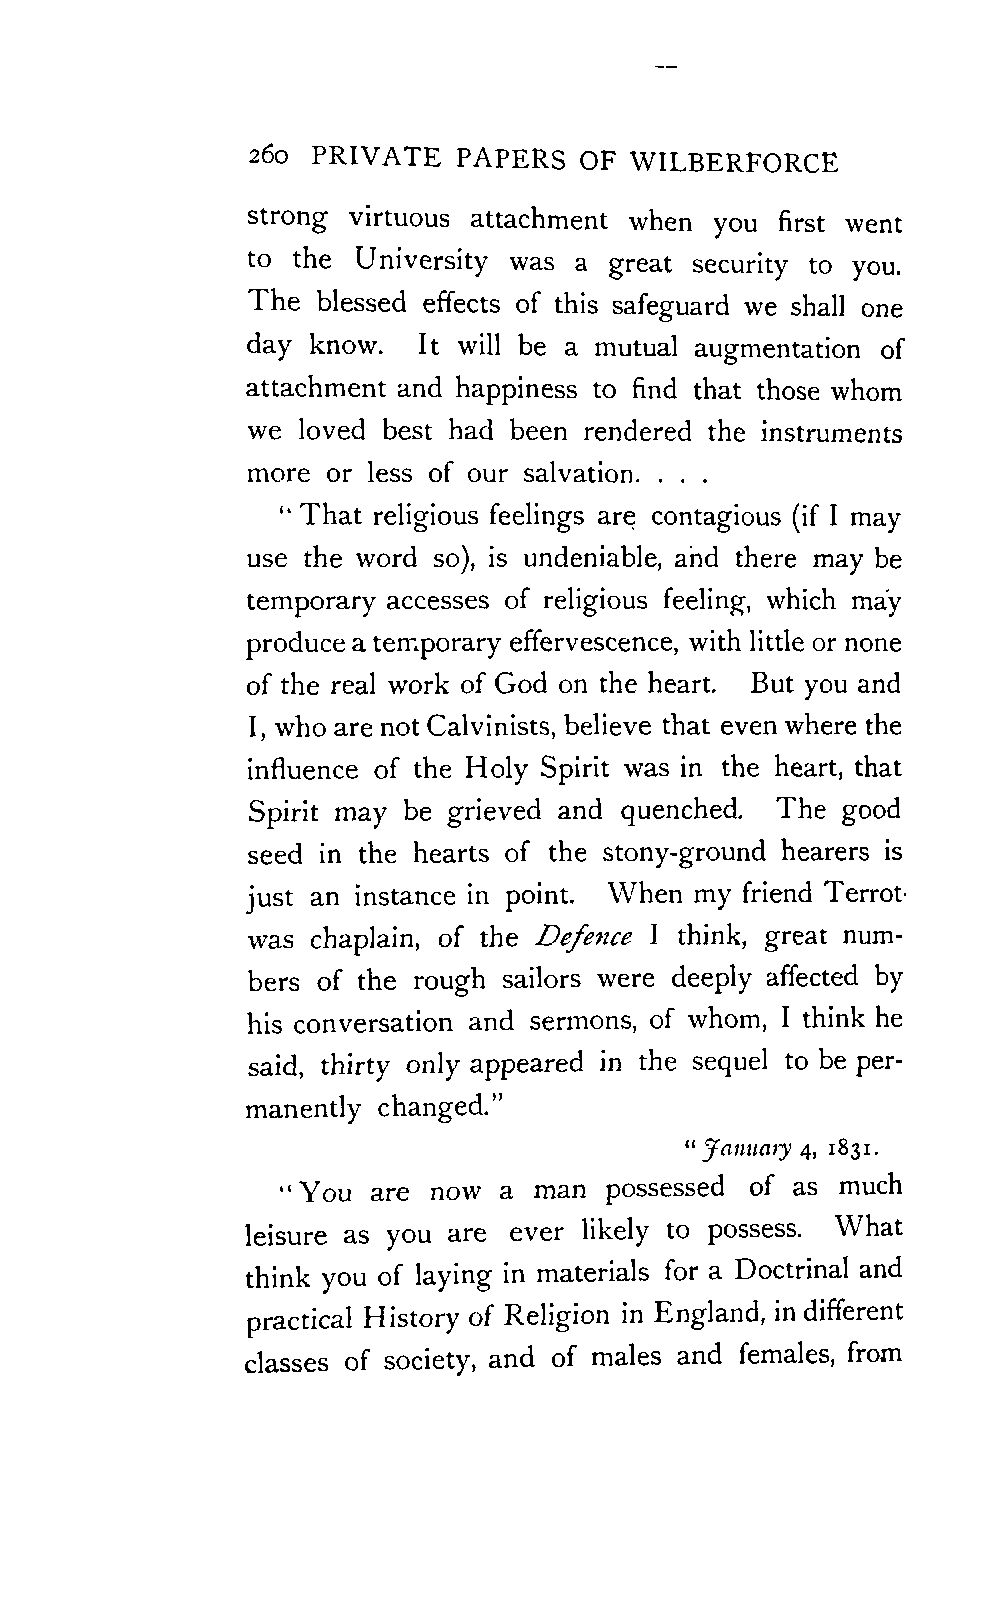 260 PRIVATE PAPERS OF WILBERFORCE
strong virtuous attachment when you first went
to the University was a great security to you.
The blessed effects of this safeguard we shall one
day know. It will be a mutual augmentation of
attachment and happiness to find that those whom
we loved best had been rendered the instruments
more or less of our salvation. . . .
"That religious feelings are contagious (if I may
use the word so), is undeniable, and there may be
temporary accesses of religious feeling, which may
produce a temporary effervescence, with little or none
of the real work of God on the heart. But you and
I, who are not Calvinists, believe that even where the
influence of the Holy Spirit was in the heart, that
Spirit may be grieved and quenched. The good
seed in the hearts of the stony-ground hearers is
just an instance in point. When my friend Terrot
was chaplain, of the Defence I think, great num-
bers of the rough sailors were deeply affected by
his conversation and sermons, of whom, I think he
said, thirty only appeared in the sequel to be per-
manently changed."
"January 4, 1831.
"You are now a man possessed of as much
leisure as you are ever likely to possess. What
think you of laying in materials for a Doctrinal and
practical History of Religion in England, in different
classes of society, and of males and females, from